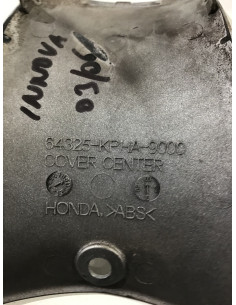 INNOVA
64325-KPHA-9000
COVER CENTER
HONDA. >ABS<